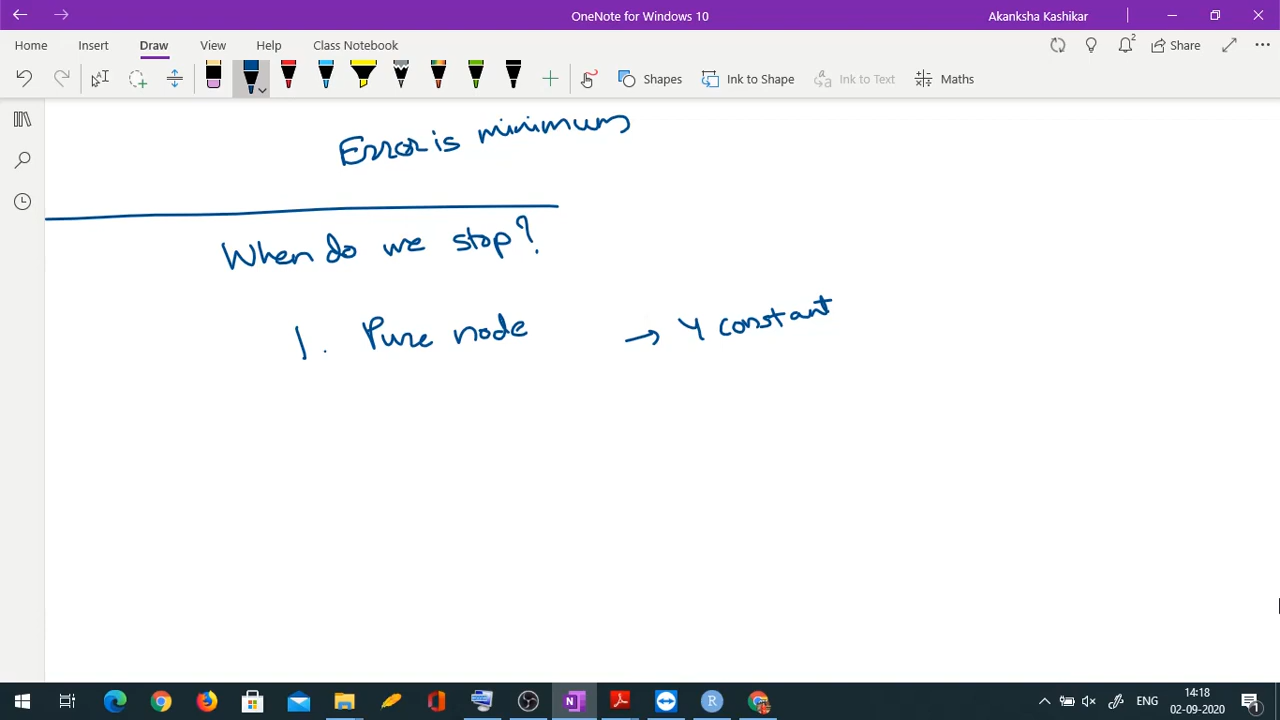 OneNote for Windows 10
Akanksha Kashikar
Home Insert Draw View Help Class Notebook
Share
Shapes
Ink to Shape
Ink to Text
Maths
Error is minimum
When do we stop?
1. Pure node → Y constant
ENG
14:18
02-09-2020